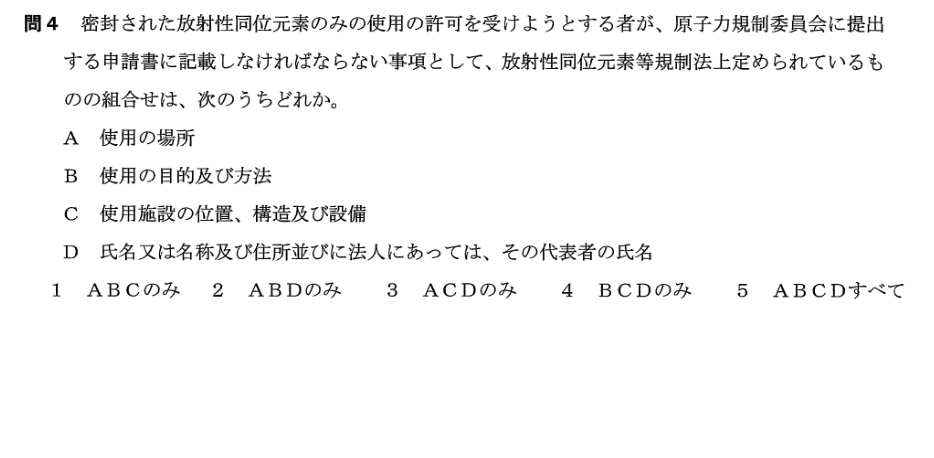 問４　密封された放射性同位元素のみの使用の許可を受けようとする者が、原子力規制委員会に提出
する申請書に記載しなければならない事項として、放射性同位元素等規制法上定められているも
のの組合せは、次のうちどれか。
Ａ　使用の場所
Ｂ　使用の目的及び方法
Ｃ　使用施設の位置、構造及び設備
Ｄ　氏名又は名称及び住所並びに法人にあっては、その代表者の氏名
１　ＡＢＣのみ　２　ＡＢＤのみ　３　ＡＣＤのみ　４　ＢＣＤのみ　５　ＡＢＣＤすべて